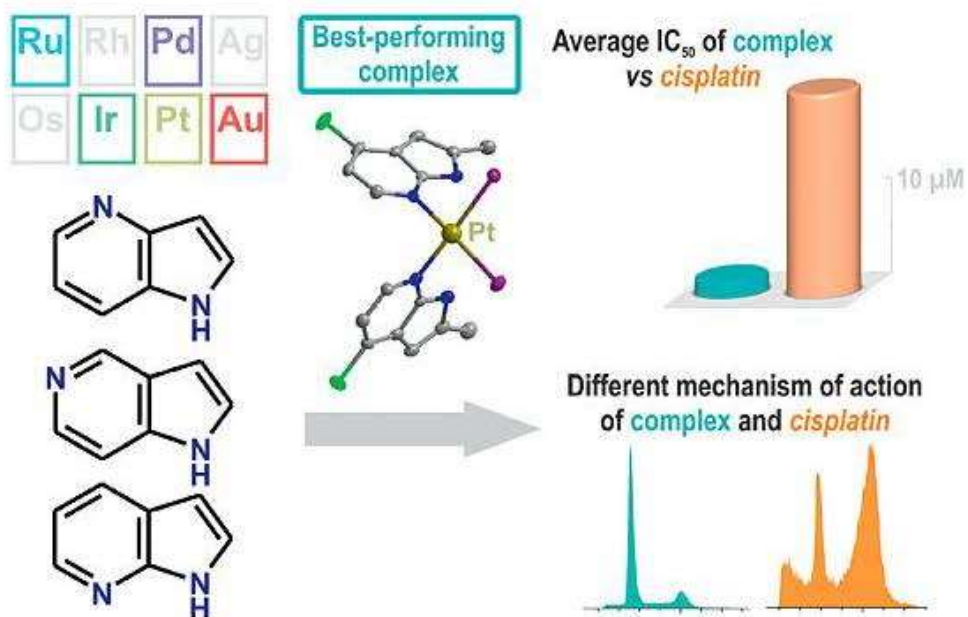 Ru Rh Pd Ag
Os Ir Pt Au
Best-performing
complex
Pt
Average IC50 of complex
vs cisplatin
10 µM
N
N
H
N
N
H
N
N
H
Different mechanism of action
of complex and cisplatin